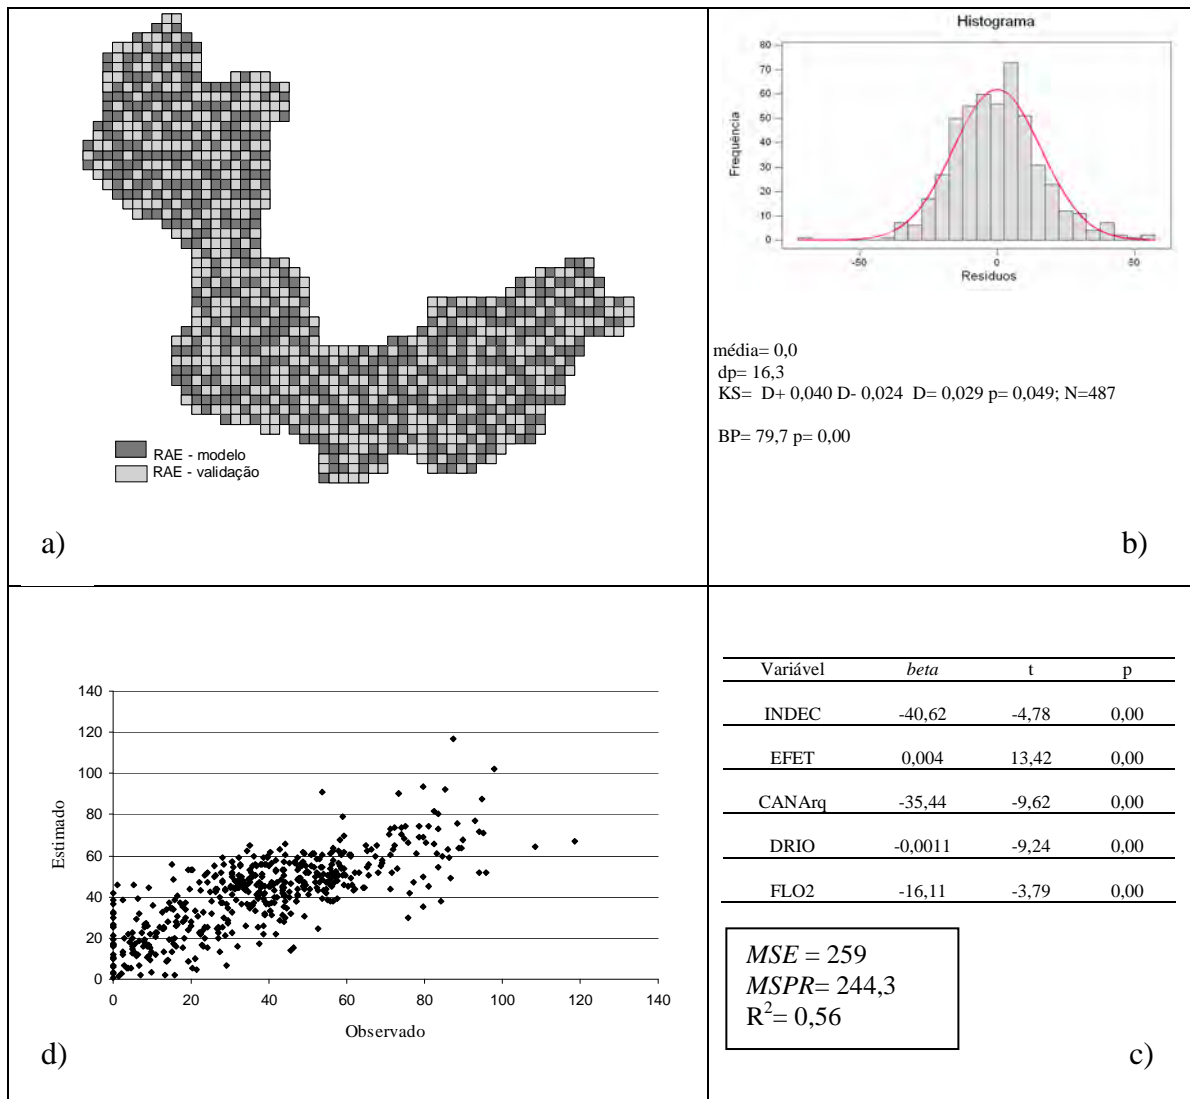 RAE - modelo
RAE - validação
a)
Histograma
80
70
60
50
40
30
20
10
0
Frequência
-50 0 50
Residuos
média= 0,0
dp= 16,3
KS= D+ 0,040 D- 0,024 D= 0,029 p= 0,049; N=487
BP= 79,7 p= 0,00
b)
140
120
100
80
60
40
20
0
Estimado
0 20 40 60 80 100 120 140
Observado
d)
Variável beta t p
INDEC -40,62 -4,78 0,00
EFET 0,004 13,42 0,00
CANArq -35,44 -9,62 0,00
DRIO -0,0011 -9,24 0,00
FLO2 -16,11 -3,79 0,00
MSE = 259
MSPR= 244,3
R²= 0,56
c)